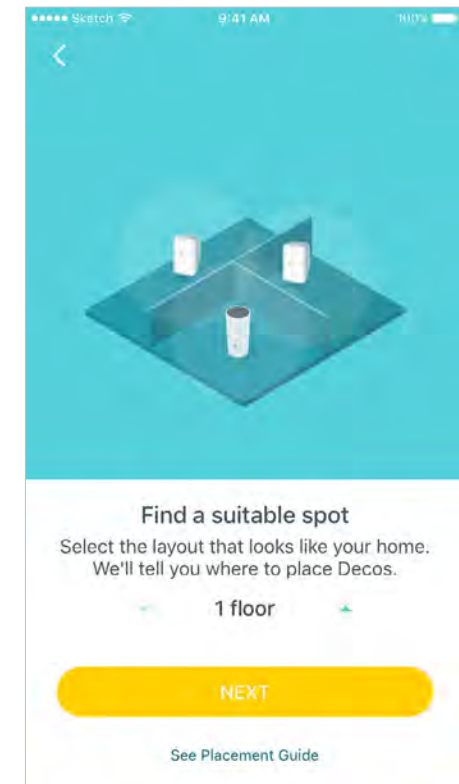 Sketch 9:41 AM 100%
Find a suitable spot
Select the layout that looks like your home.
We'll tell you where to place Decos.
1 floor
NEXT
See Placement Guide